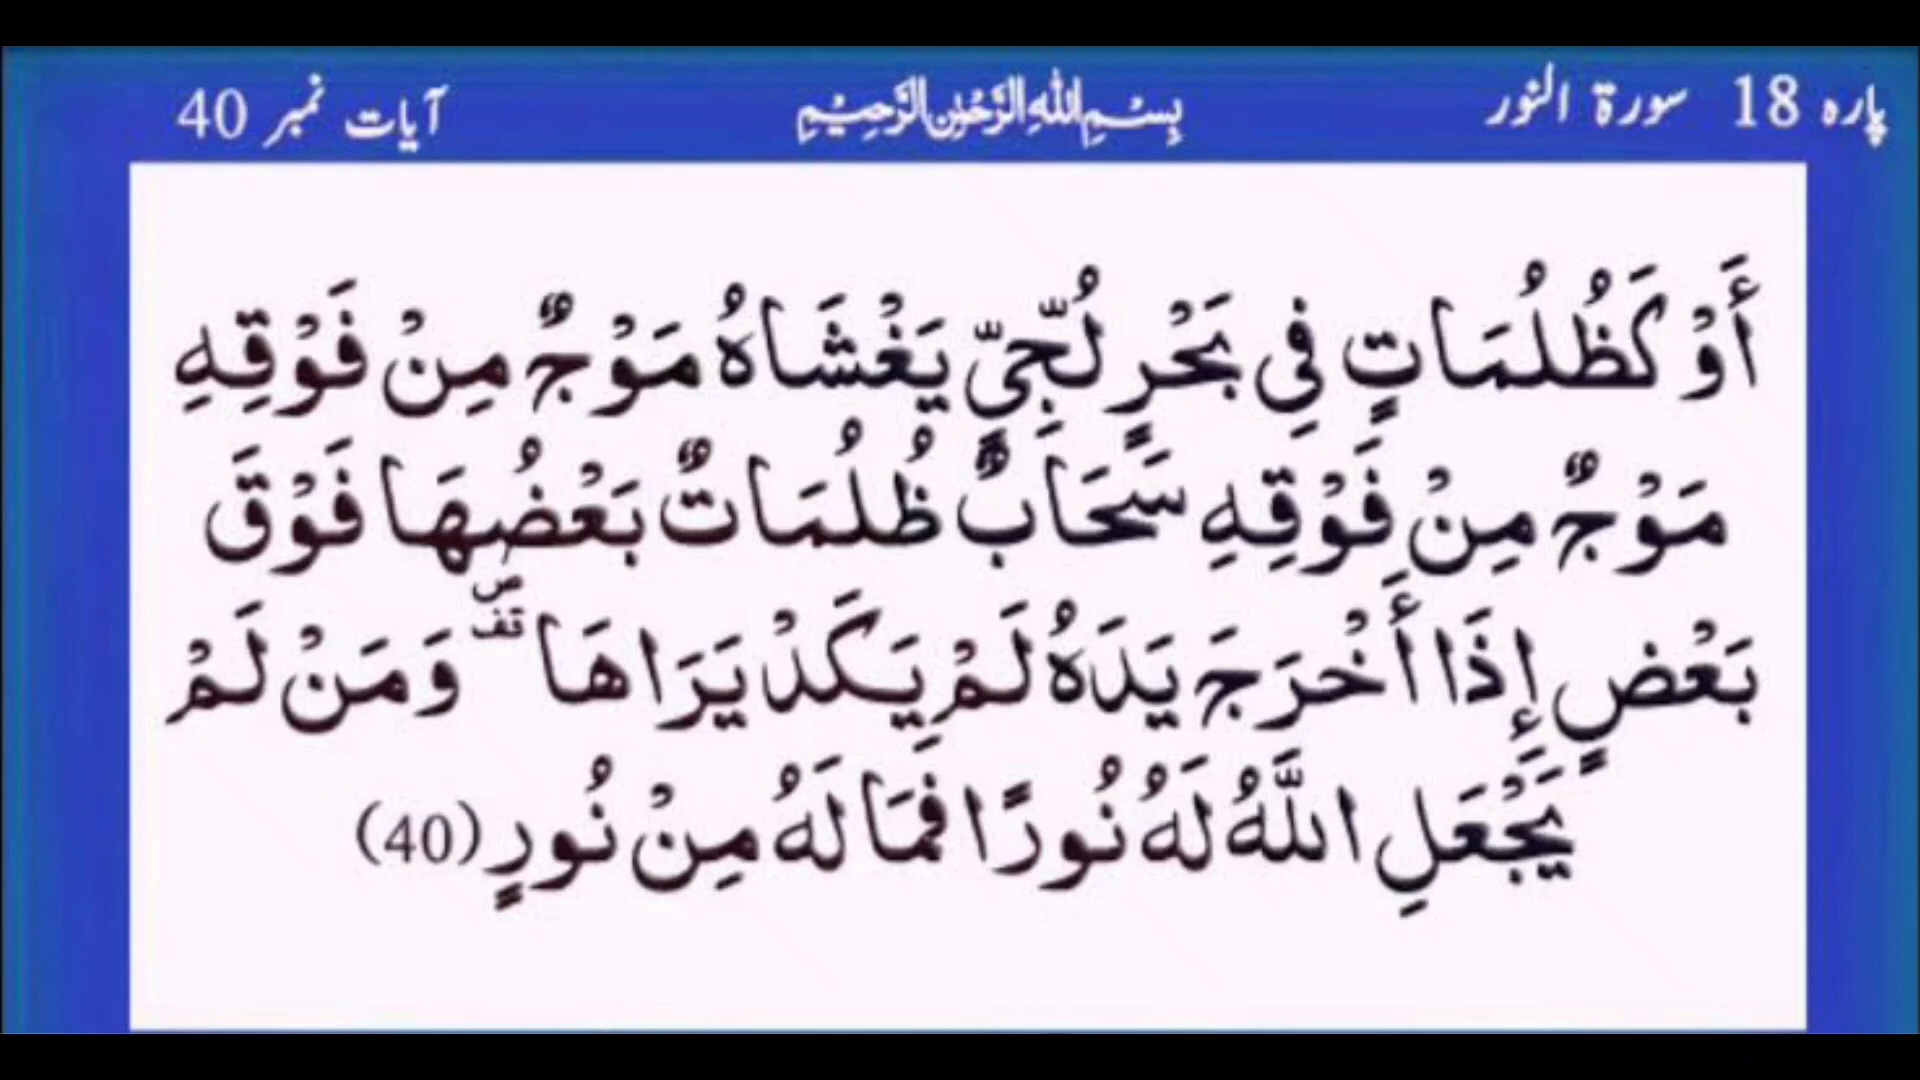 پارہ 18 سورۃ النور بِسْمِ اللّٰهِ الرَّحْمٰنِ الرَّحِيْمِ آیات نمبر 40
أَوْ كَظُلُمَاتٍ فِي بَحْرٍ لُّجِّيٍّ يَغْشَاهُ مَوْجٌ مِنْ فَوْقِهِ
مَوْجٌ مِنْ فَوْقِهِ سَحَابٌ ظُلُمَاتٌ بَعْضُهَا فَوْقَ
بَعْضٍ إِذَا أَخْرَجَ يَدَهُ لَمْ يَكَدْ يَرَاهَا قف وَمَنْ لَمْ
يَجْعَلِ اللَّهُ لَهُ نُورًا فَمَا لَهُ مِنْ نُورٍ (40)